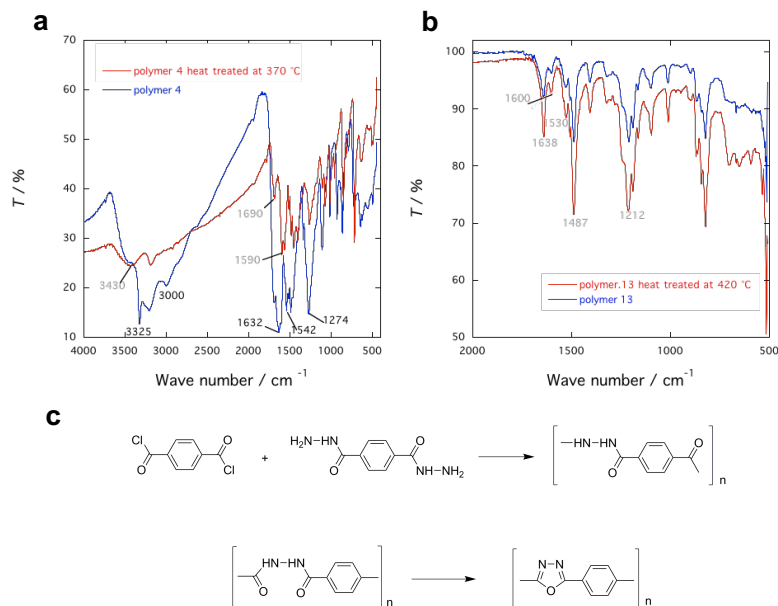 a
70
60
50
40
30
20
10
T / %
polymer 4 heat treated at 370 °C
polymer 4
3430
3325
3000
1690
1590
1632
1542
1274
4000 3500 3000 2500 2000 1500 1000 500
Wave number / cm⁻¹
b
100
90
80
70
60
50
T / %
1600
1530
1638
1487
1212
polymer.13 heat treated at 420 °C
polymer 13
2000 1500 1000 500
Wave number / cm⁻¹
c
Cl O O Cl
+
H₂N-NH O O NH-NH₂
HN-NH O O n
O HN-NH O n
N-N O n